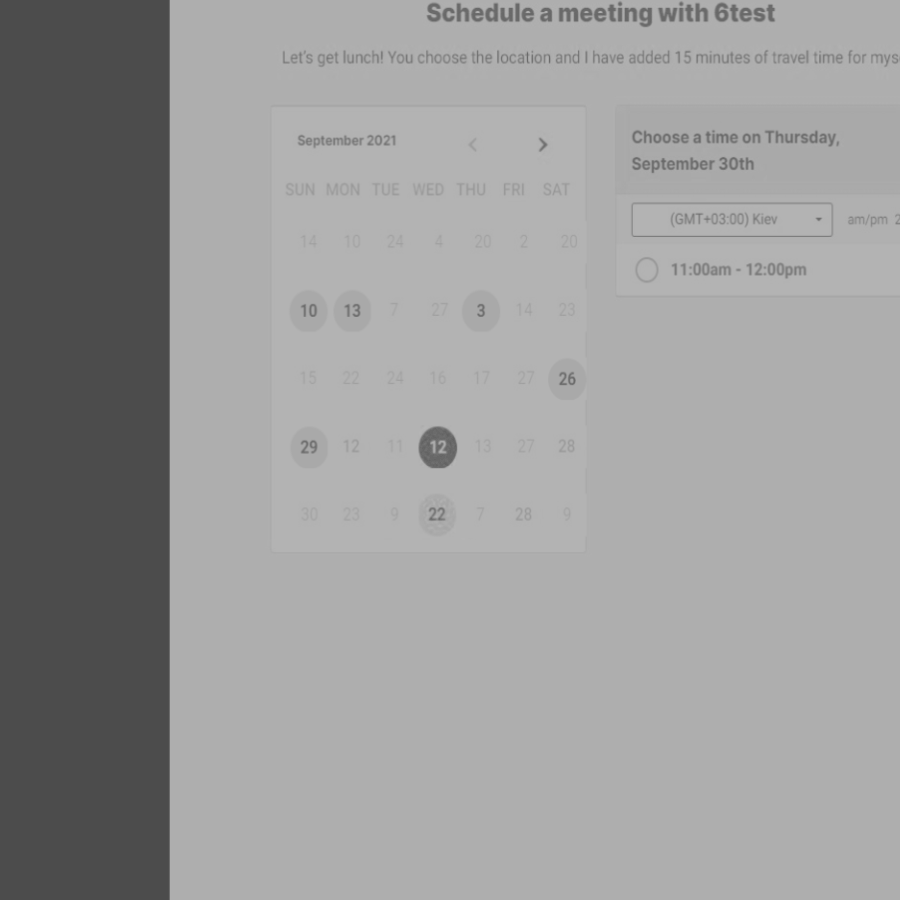 Schedule a meeting with 6test
Let's get lunch! You choose the location and I have added 15 minutes of travel time for mys
September 2021
SUN MON TUE WED THU FRI SAT
14 10 24 4 20 2 20
10 13 7 27 3 14 23
15 22 24 16 17 27 26
29 12 11 12 13 27 28
30 23 9 22 7 28 9
Choose a time on Thursday,
September 30th
(GMT+03:00) Kiev am/pm 2
11:00am - 12:00pm